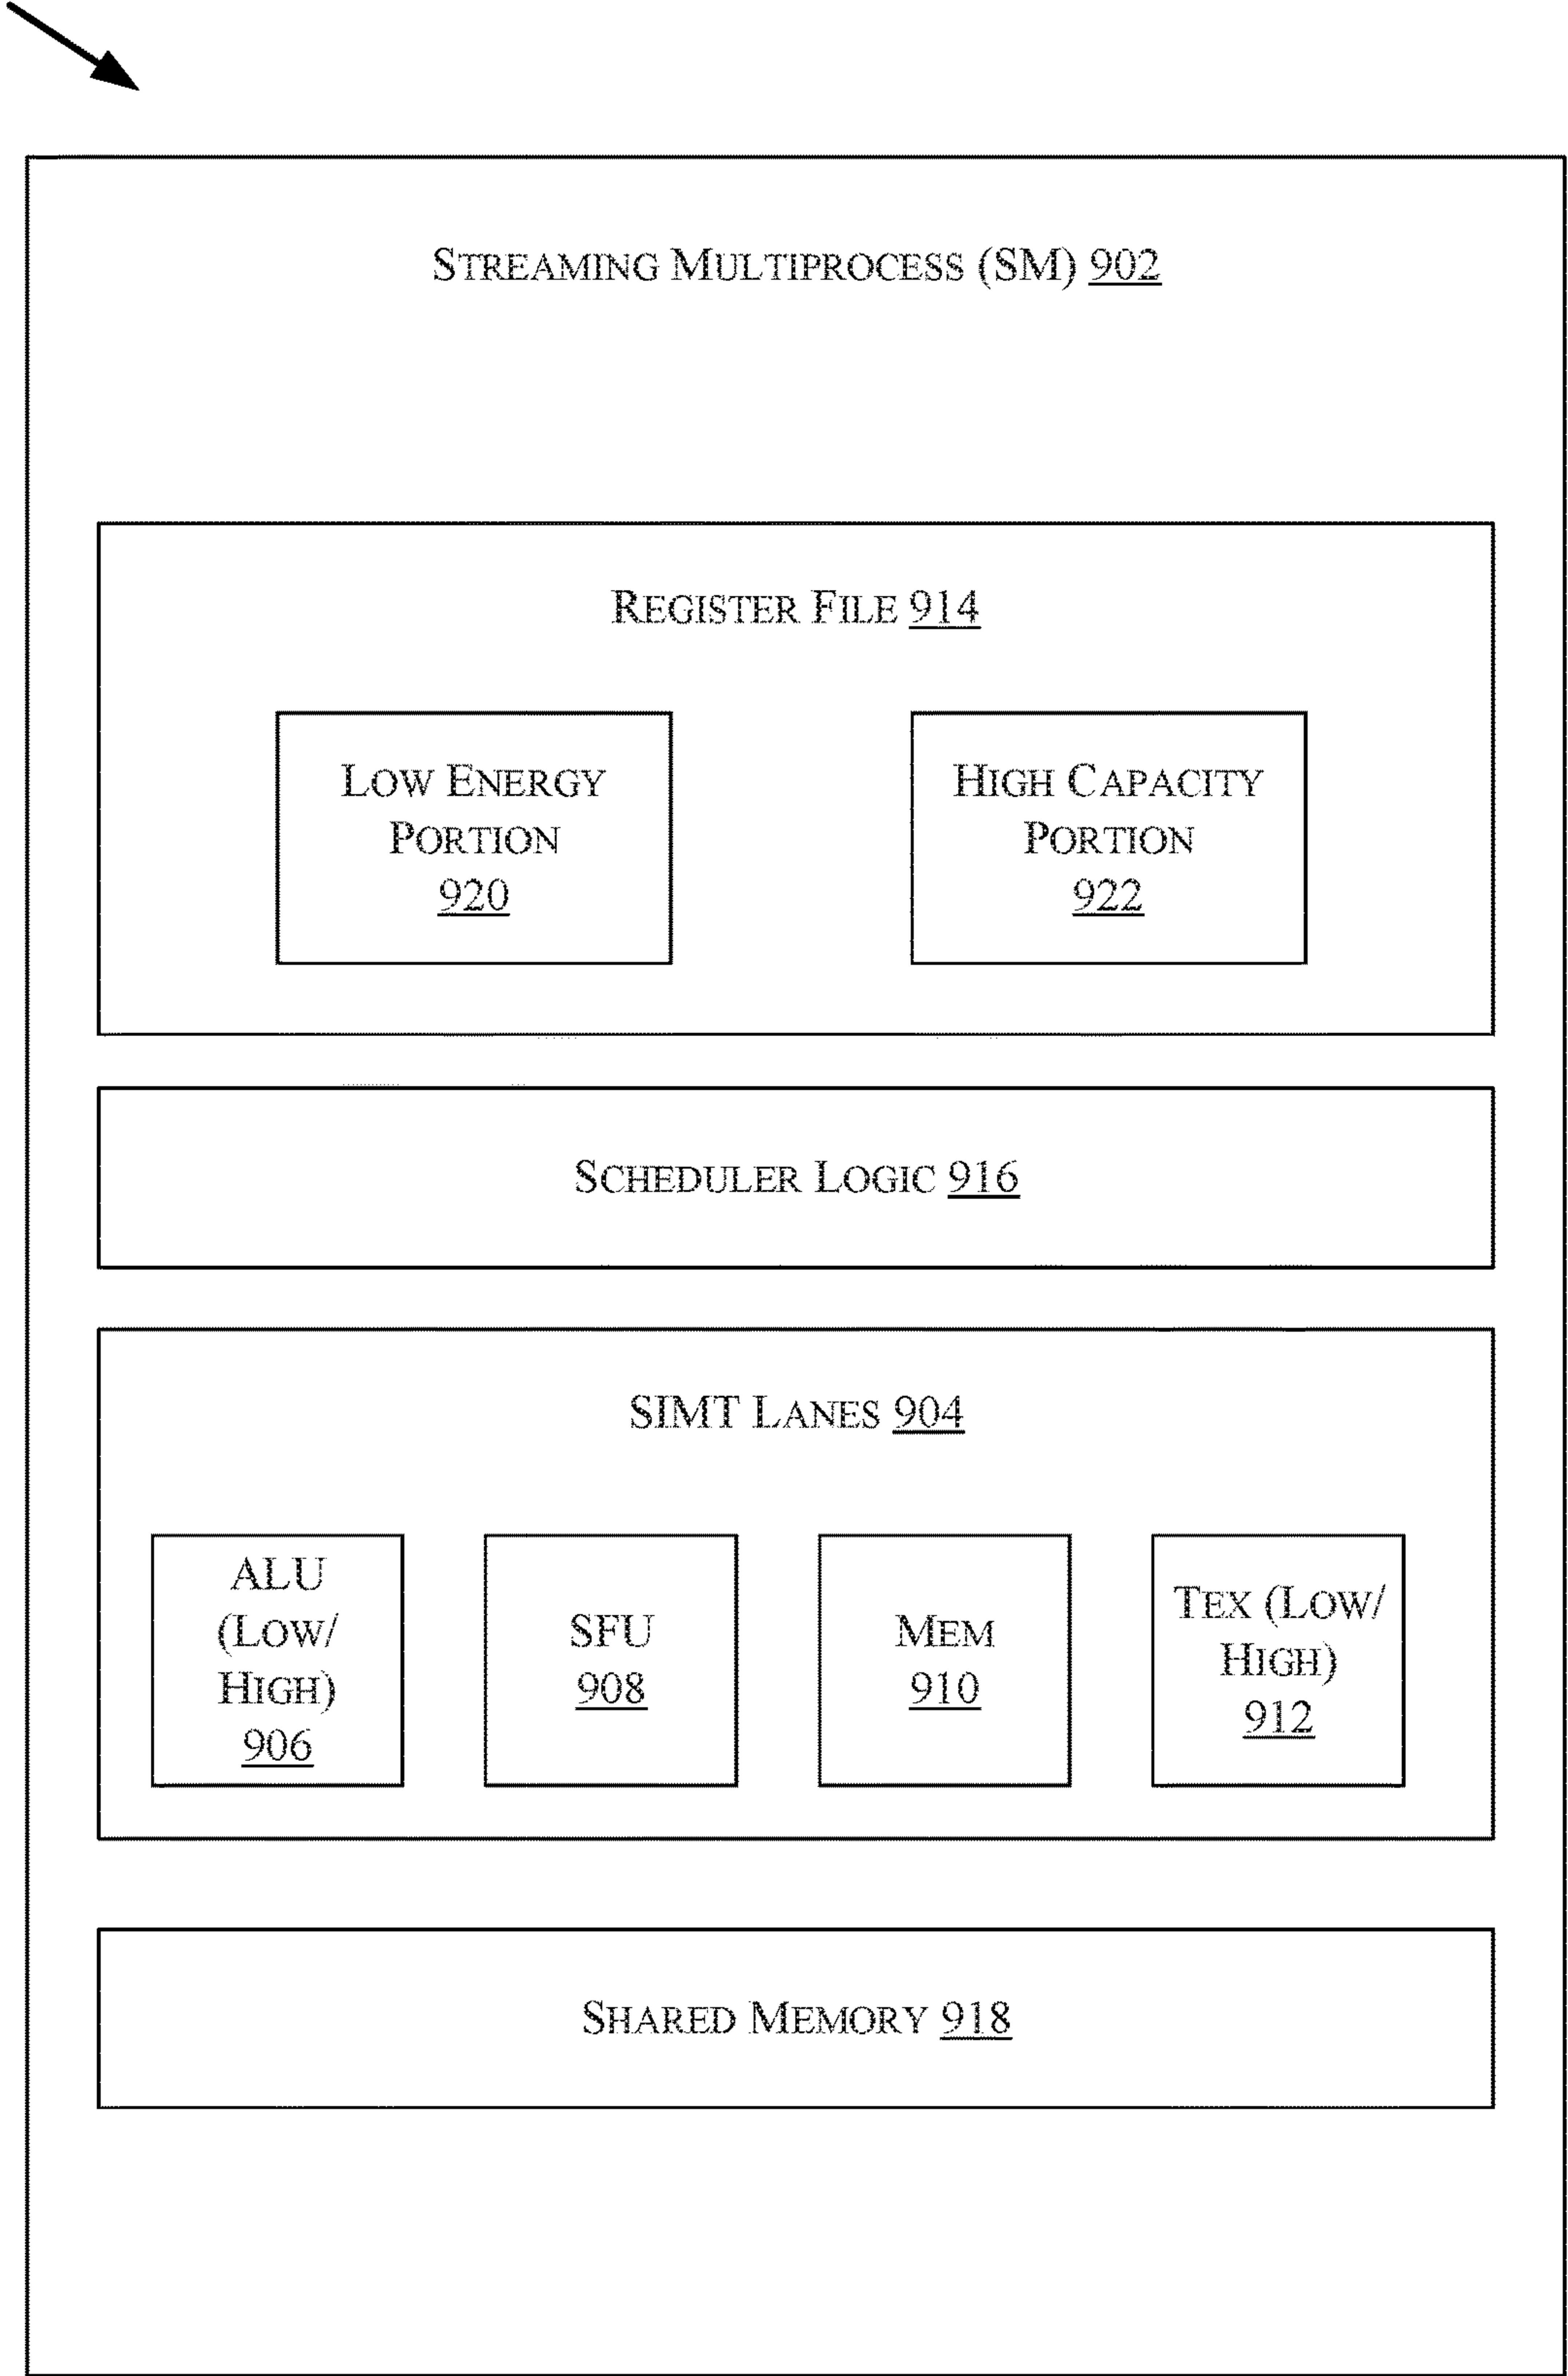 STREAMING MULTIPROCESS (SM) 902
REGISTER FILE 914
LOW ENERGY
PORTION
920
HIGH CAPACITY
PORTION
922
SCHEDULER LOGIC 916
SIMT LANES 904
ALU
(LOW/
HIGH)
906
SFU
908
MEM
910
TEX (LOW/
HIGH)
912
SHARED MEMORY 918